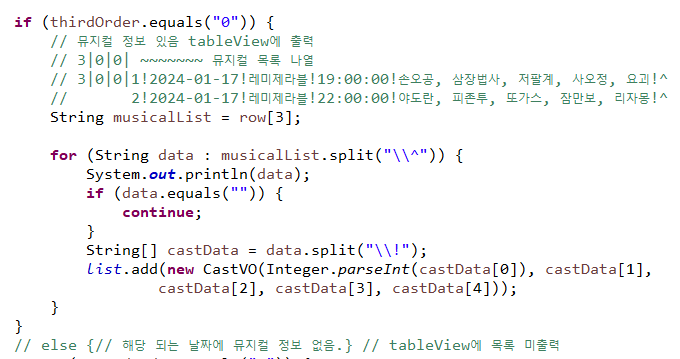 if (thirdOrder.equals("0")) {
// 뮤지컬 정보 있음 tableView에 출력
// 3|0|0| ~~~~~~~ 뮤지컬 목록 나열
// 3|0|0|1!2024-01-17!레미제라블!19:00:00!손오공, 삼장법사, 저팔계, 사오정, 요괴!^
// 2!2024-01-17!레미제라블!22:00:00!야도란, 피존투, 또가스, 잠만보, 리자몽!^
String musicalList = row[3];
for (String data : musicalList.split("\\^")) {
System.out.println(data);
if (data.equals("")) {
continue;
}
String[] castData = data.split("\\!");
list.add(new CastVO(Integer.parseInt(castData[0]), castData[1],
castData[2], castData[3], castData[4]));
}
}
// else {// 해당 되는 날짜에 뮤지컬 정보 없음.} // tableView에 목록 미출력